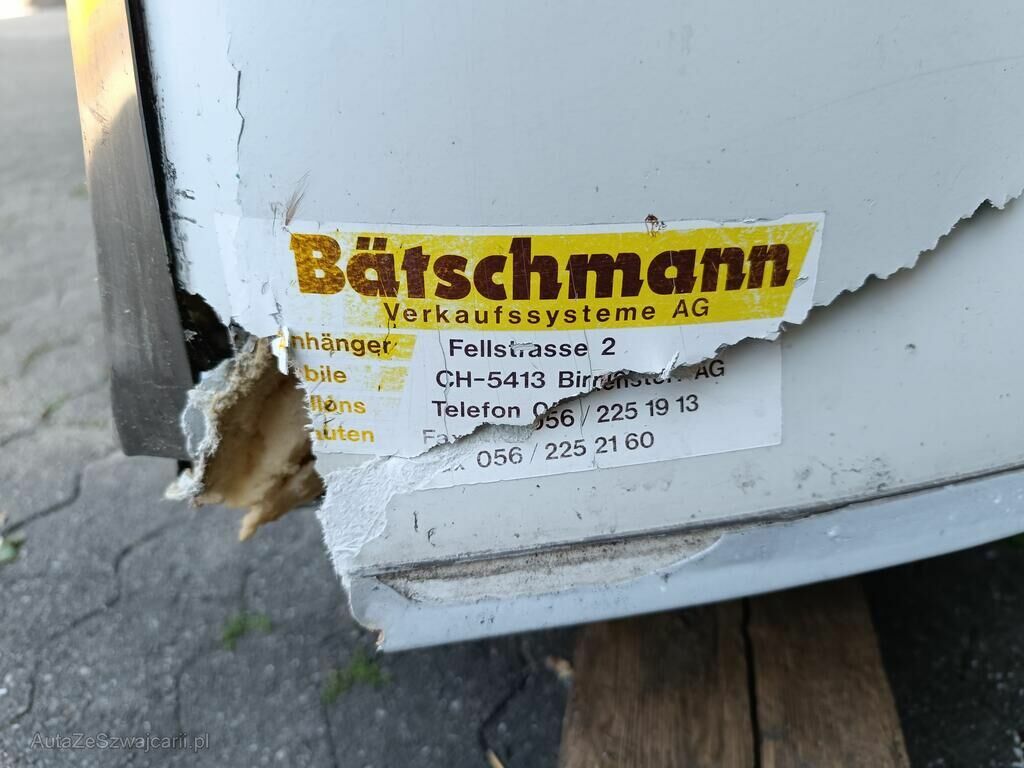 Bätschmann
Verkaufssysteme AG
nhänger Fellstrasse 2
bile CH-5413 AG
Telefon 056 / 225 19 13
uten 056 / 225 21 60
AutaZeSzwajcarii.pl